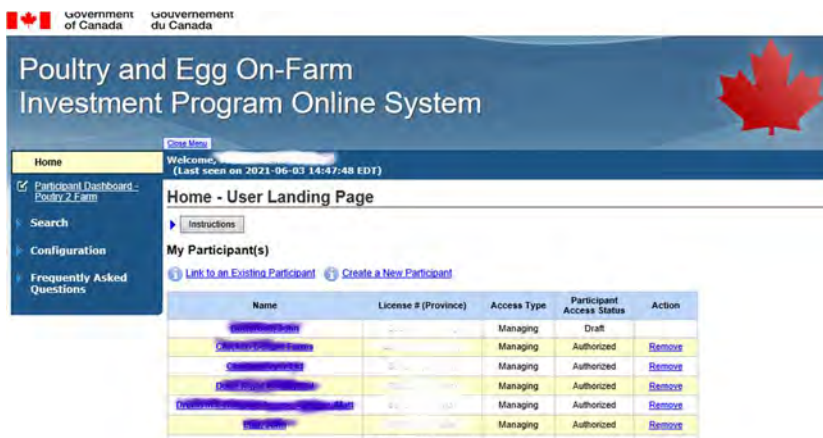 Government
of Canada
Gouvernement
du Canada
Poultry and Egg On-Farm
Investment Program Online System
Close Menu
Welcome,
(Last seen on 2021-06-03 14:47:48 EDT)
Home
Participant Dashboard -
Poutry 2 Farm
Search
Configuration
Frequently Asked
Questions
Home - User Landing Page
Instructions
My Participant(s)
Link to an Existing Participant Create a New Participant
Name License # (Province) Access Type Participant Access Status Action
Managing Draft
Managing Authorized Remove
Managing Authorized Remove
Managing Authorized Remove
Managing Authorized Remove
Managing Authorized Remove